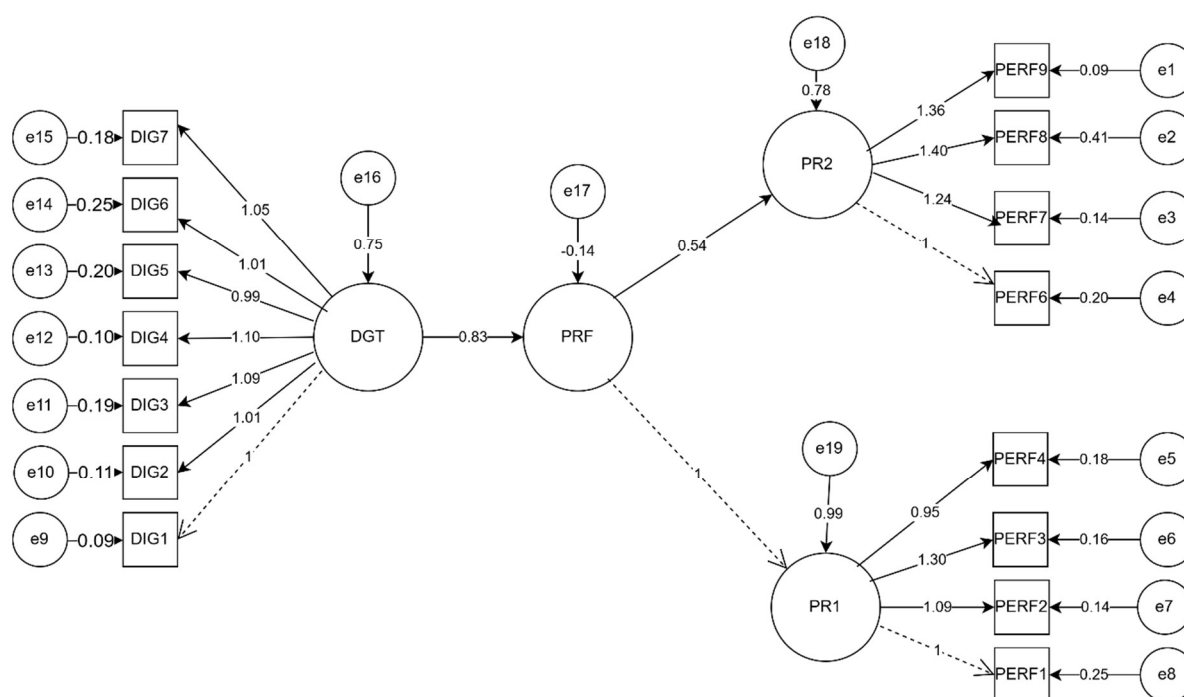 e18
0.78
PR2
1.36
PERF9
0.09
e1
1.40
PERF8
0.41
e2
1.24
PERF7
0.14
e3
1
PERF6
0.20
e4
e15
0.18
DIG7
e14
0.25
DIG6
e13
0.20
DIG5
e12
0.10
DIG4
e11
0.19
DIG3
e10
0.11
DIG2
e9
0.09
DIG1
1.05
1.01
0.99
1.10
1.09
1.01
1
e16
0.75
DGT
0.83
e17
-0.14
PRF
0.54
1
e19
0.99
PR1
0.95
PERF4
0.18
e5
1.30
PERF3
0.16
e6
1.09
PERF2
0.14
e7
1
PERF1
0.25
e8